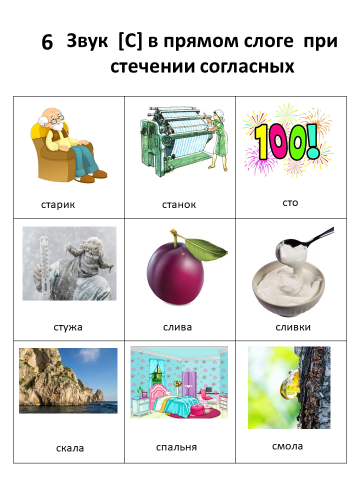 6 Звук [С] в прямом слоге при
стечении согласных
100!
старик
станок
сто
стужа
слива
сливки
скала
спальня
смола